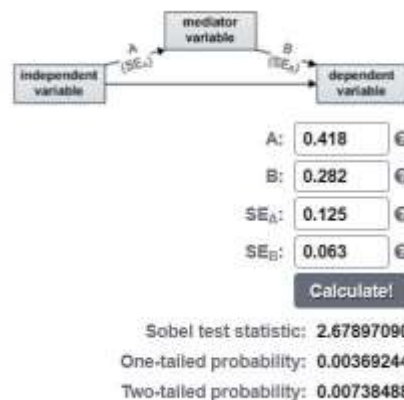 mediator
variable
A
(SEA)
B
(SEB)
independent
variable
dependent
variable
A: 0.418
B: 0.282
SEA: 0.125
SEB: 0.063
Calculate!
Sobel test statistic: 2.67897090
One-tailed probability: 0.00369244
Two-tailed probability: 0.00738488